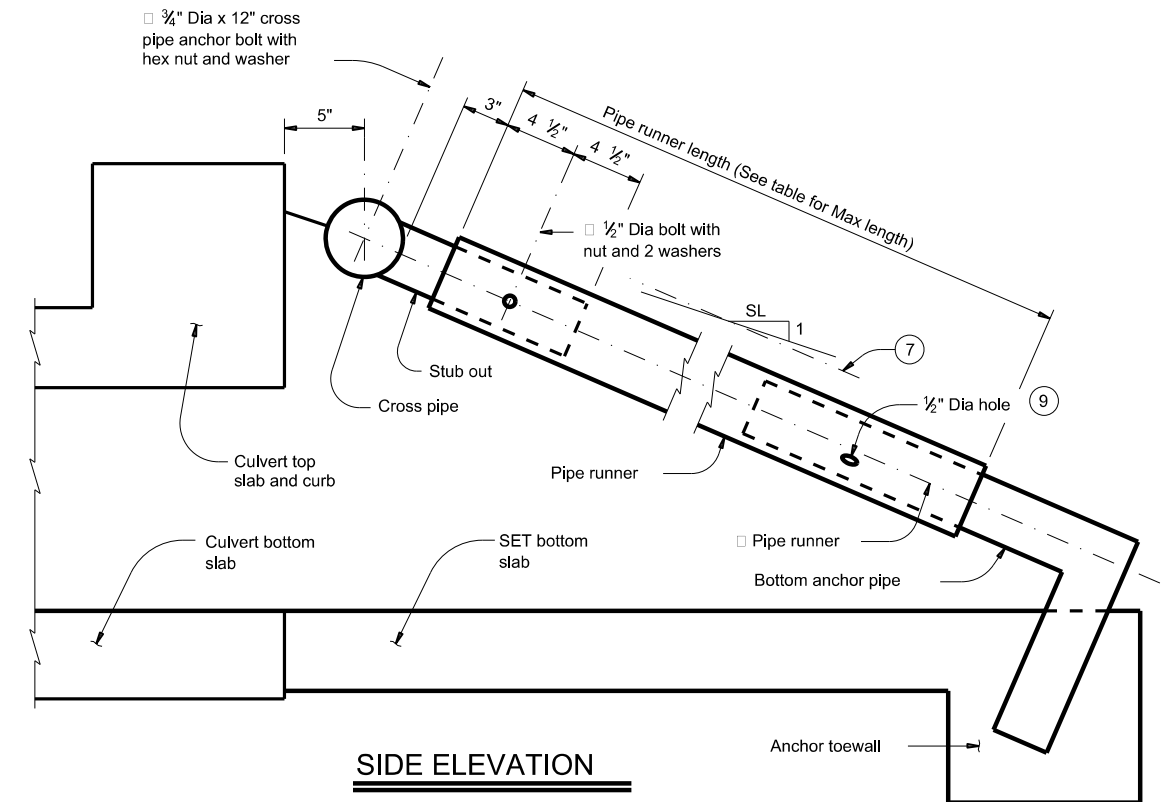 □ ¾" Dia x 12" cross
pipe anchor bolt with
hex nut and washer
5"
3"
4 ½"
4 ½"
Pipe runner length (See table for Max length)
□ ½" Dia bolt with
nut and 2 washers
SL
1
7
Stub out
½" Dia hole
9
Cross pipe
Culvert top
slab and curb
Pipe runner
Culvert bottom
slab
SET bottom
slab
□ Pipe runner
Bottom anchor pipe
Anchor toewall
SIDE ELEVATION